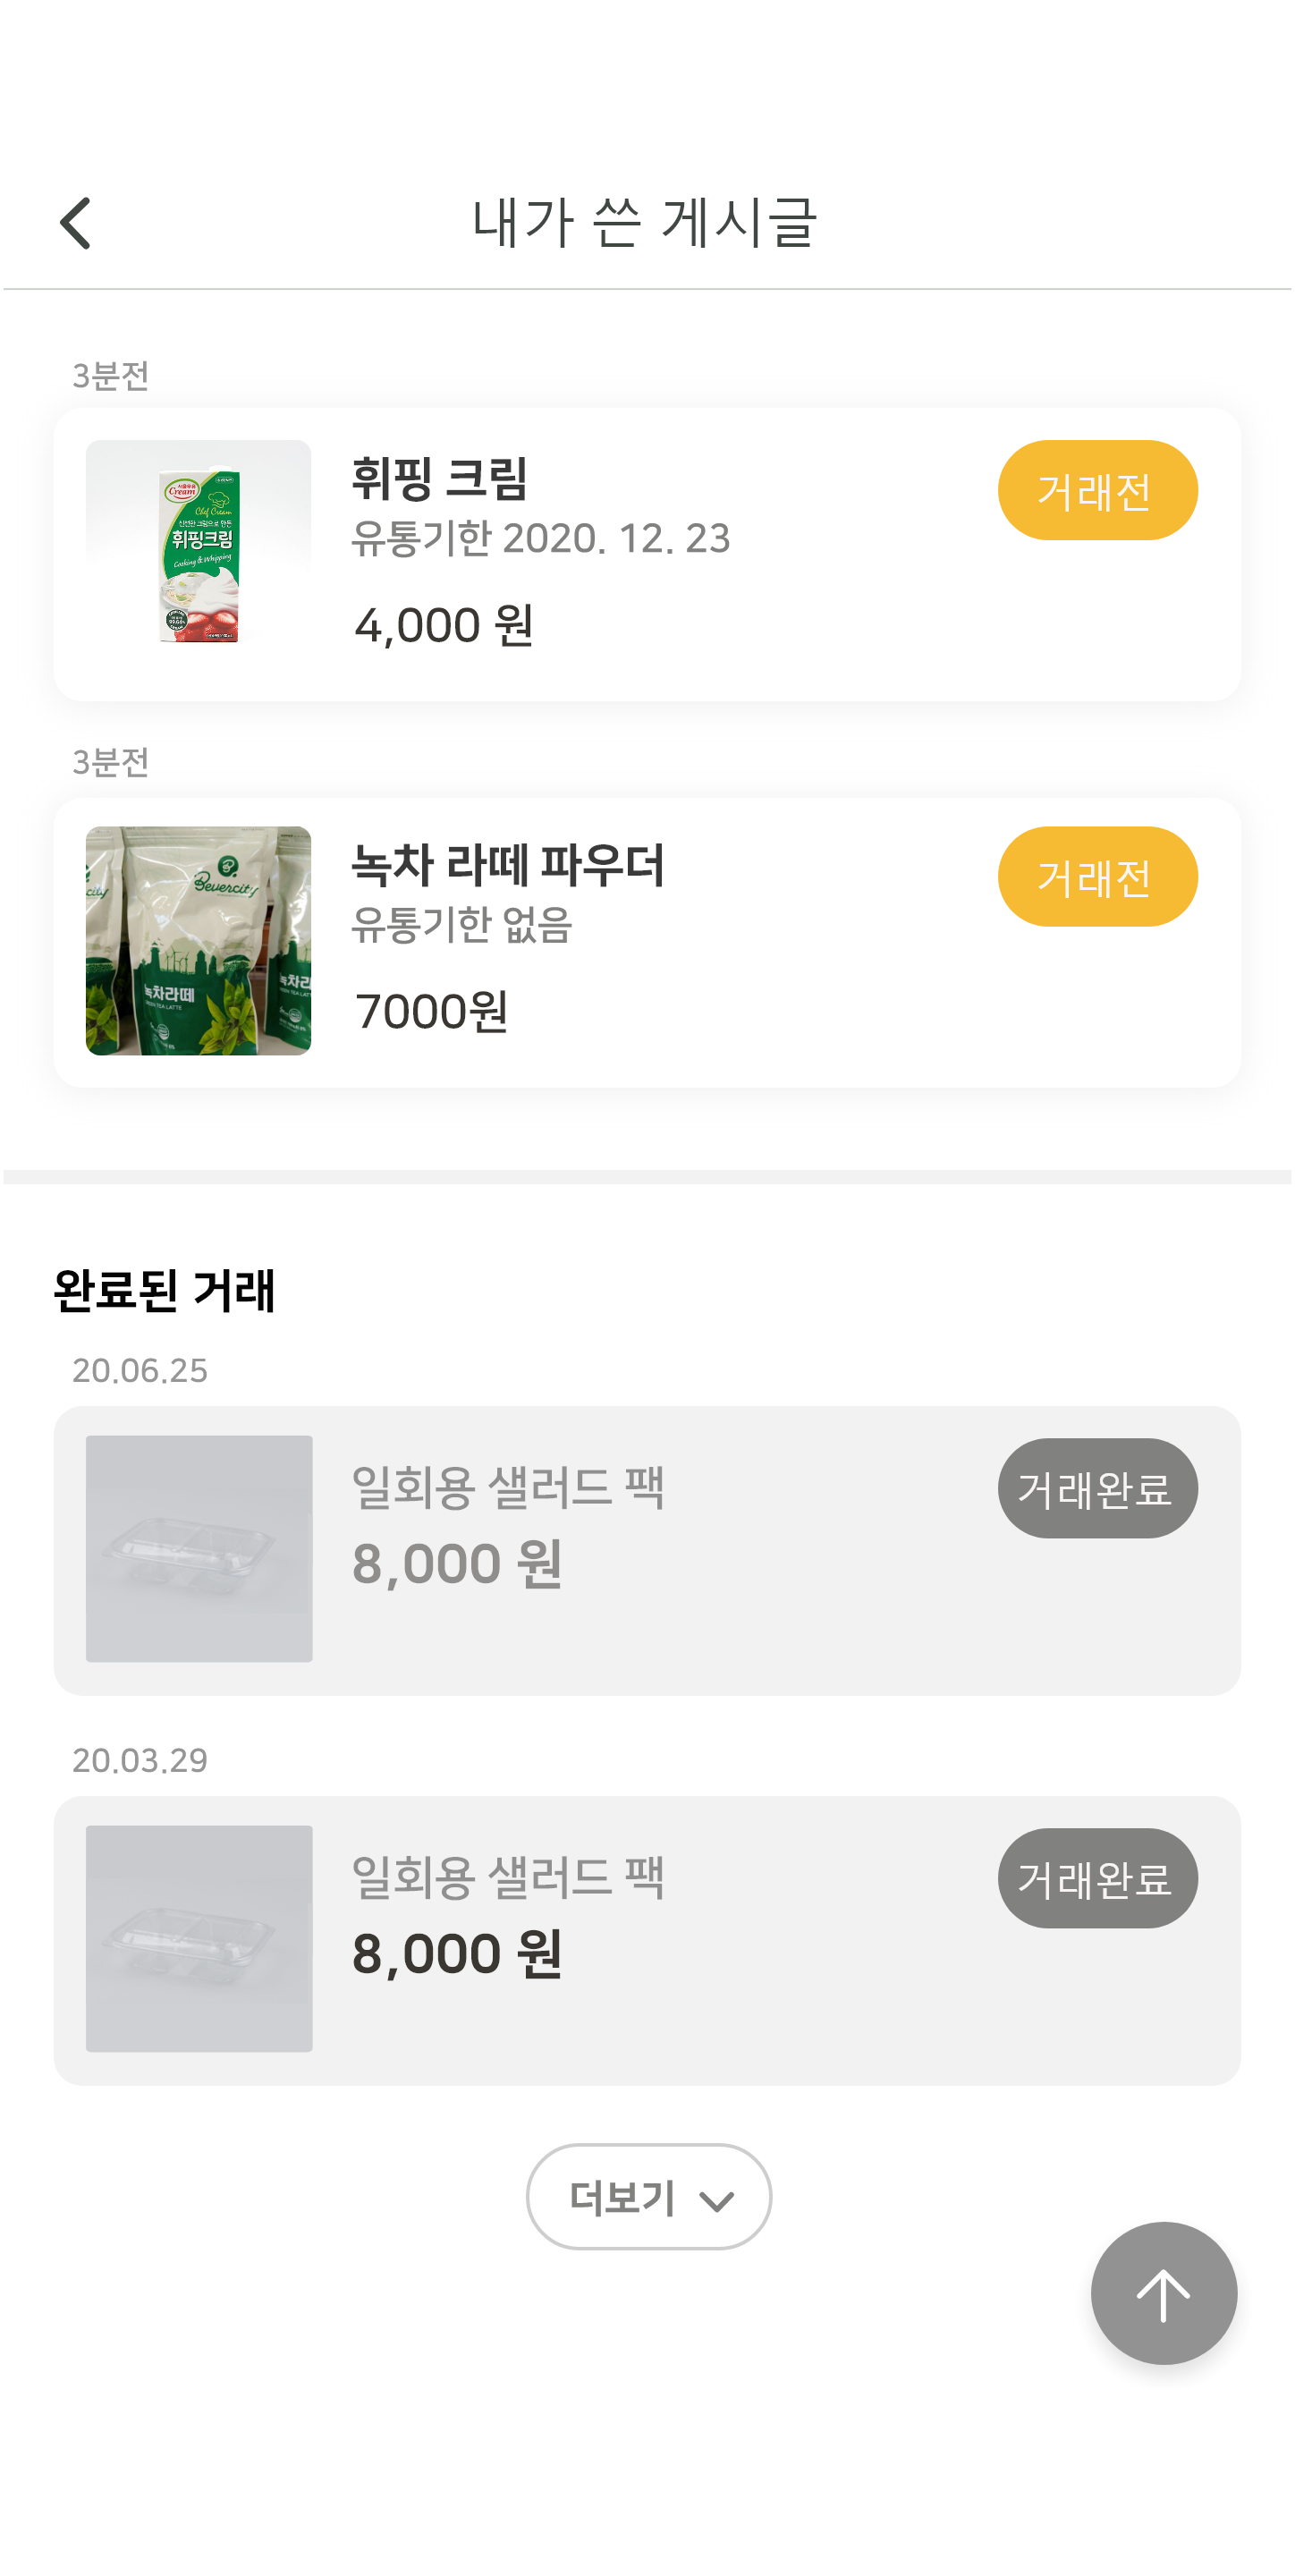 내가 쓴 게시글
3분전
휘핑 크림
거래전
유통기한 2020. 12. 23
4,000 원
서울우유
Cream
Chef Cream
신선한 크림으로 만든
휘핑크림
Cooking & Whipping
3분전
녹차 라떼 파우더
거래전
유통기한 없음
7000원
Bevercity
녹차라떼
GREEN TEA LATTE
완료된 거래
20.06.25
일회용 샐러드 팩
거래완료
8,000 원
20.03.29
일회용 샐러드 팩
거래완료
8,000 원
더보기